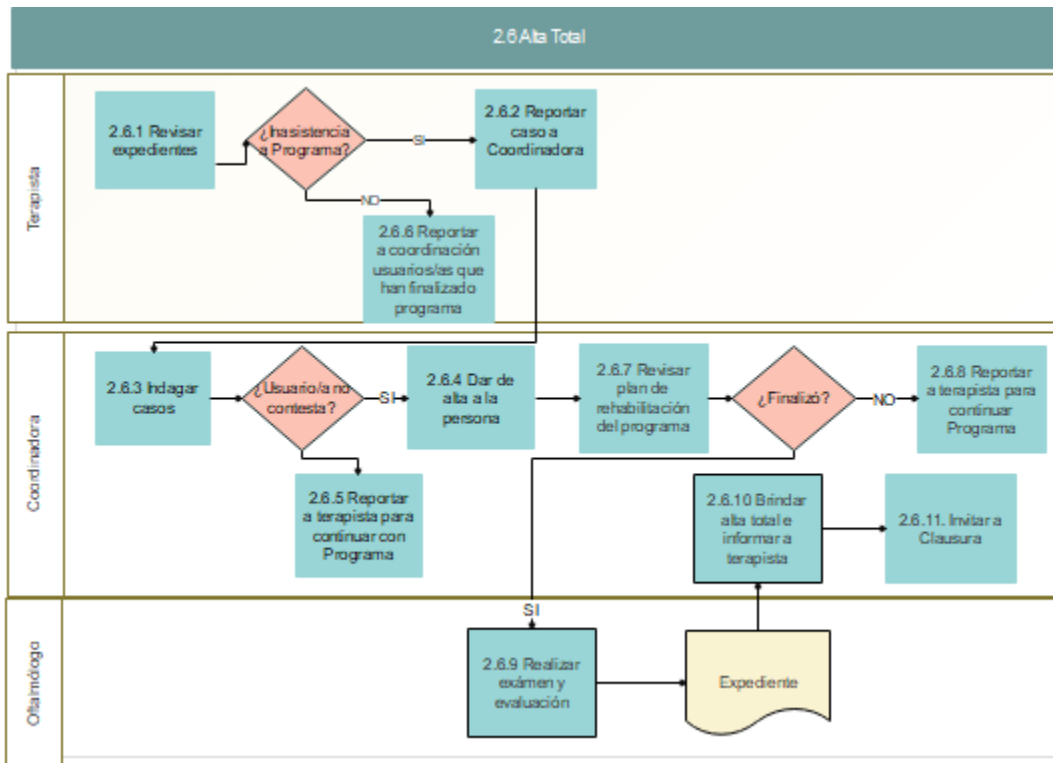 2.6 Alta Total
Terapista
2.6.1 Revisar
expedientes
¿Inasistencia
a Programa?
SI
2.6.2 Reportar
caso a
Coordinadora
NO
2.6.6 Reportar
a coordinación
usuarios/as que
han finalizado
programa
Coordinadora
2.6.3 Indagar
casos
¿Usuario/a no
contesta?
SI
2.6.4 Dar de
alta a la
persona
2.6.7 Revisar
plan de
rehabilitación
del programa
¿Finalizó?
NO
2.6.8 Reportar
a terapista para
continuar
Programa
2.6.5 Reportar
a terapista para
continuar con
Programa
2.6.10 Brindar
alta total e
informar a
terapista
2.6.11. Invitar a
Clausura
Oftalmólogo
SI
2.6.9 Realizar
exámen y
evaluación
Expediente